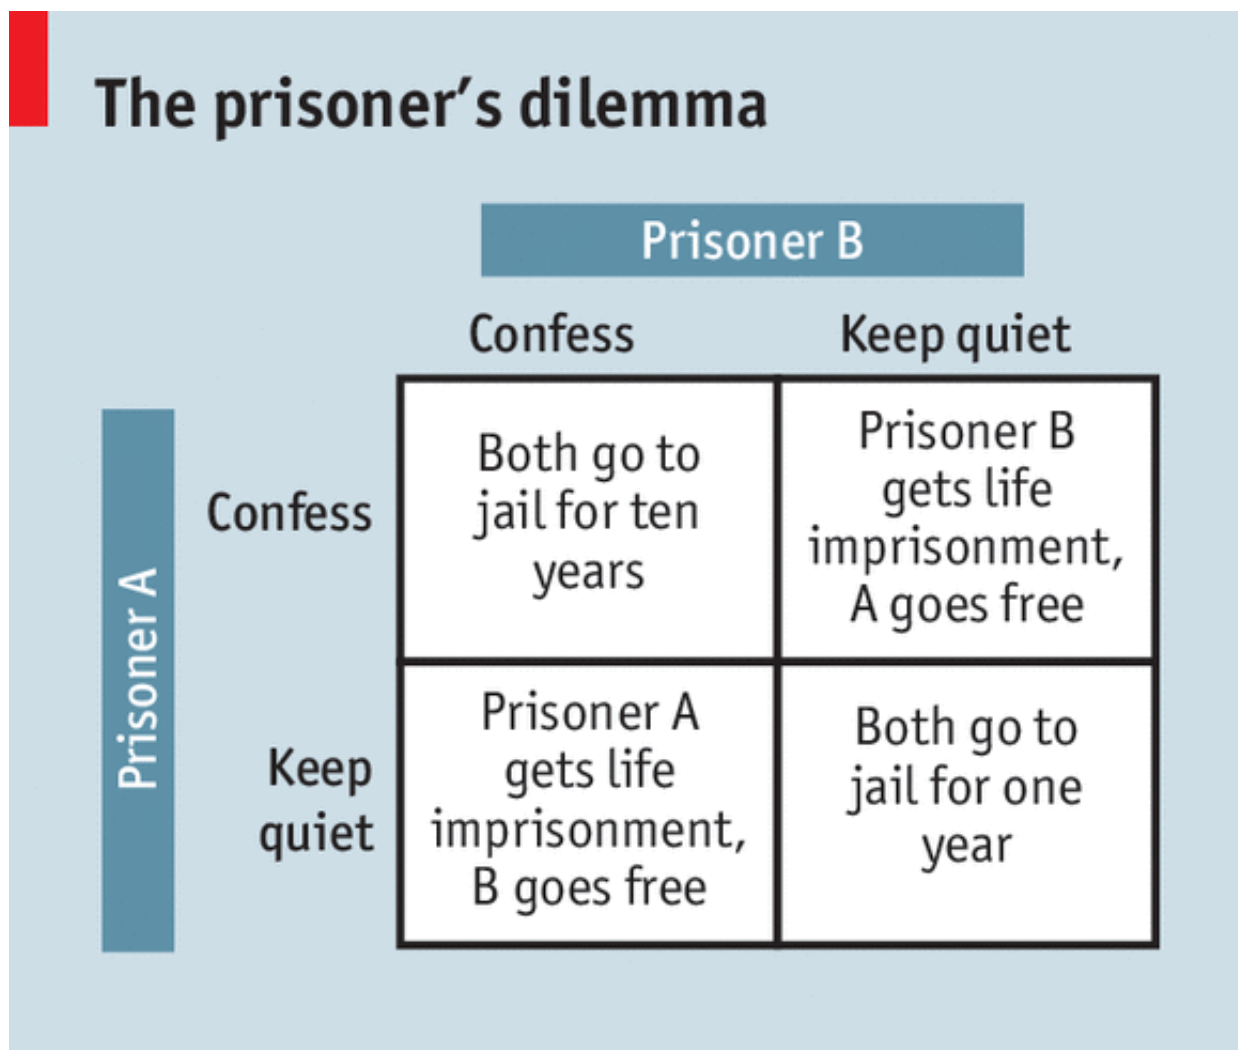 The prisoner’s dilemma
Prisoner B
Confess
Keep quiet
Prisoner A
Confess
Both go to
jail for ten
years
Prisoner B
gets life
imprisonment,
A goes free
Keep
quiet
Prisoner A
gets life
imprisonment,
B goes free
Both go to
jail for one
year